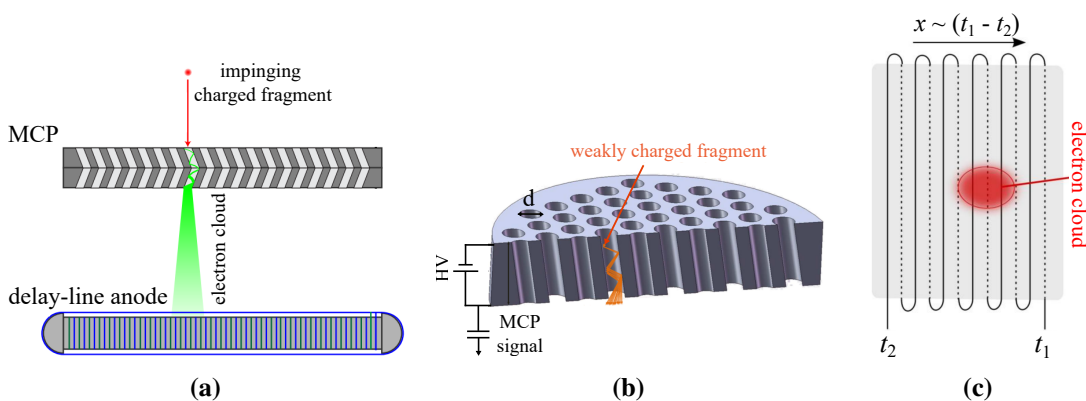 impinging
charged fragment
MCP
electron cloud
delay-line anode
(a)
weakly charged fragment
d
HV
MCP
signal
(b)
x ~ (t₁ - t₂)
electron cloud
t₂
t₁
(c)